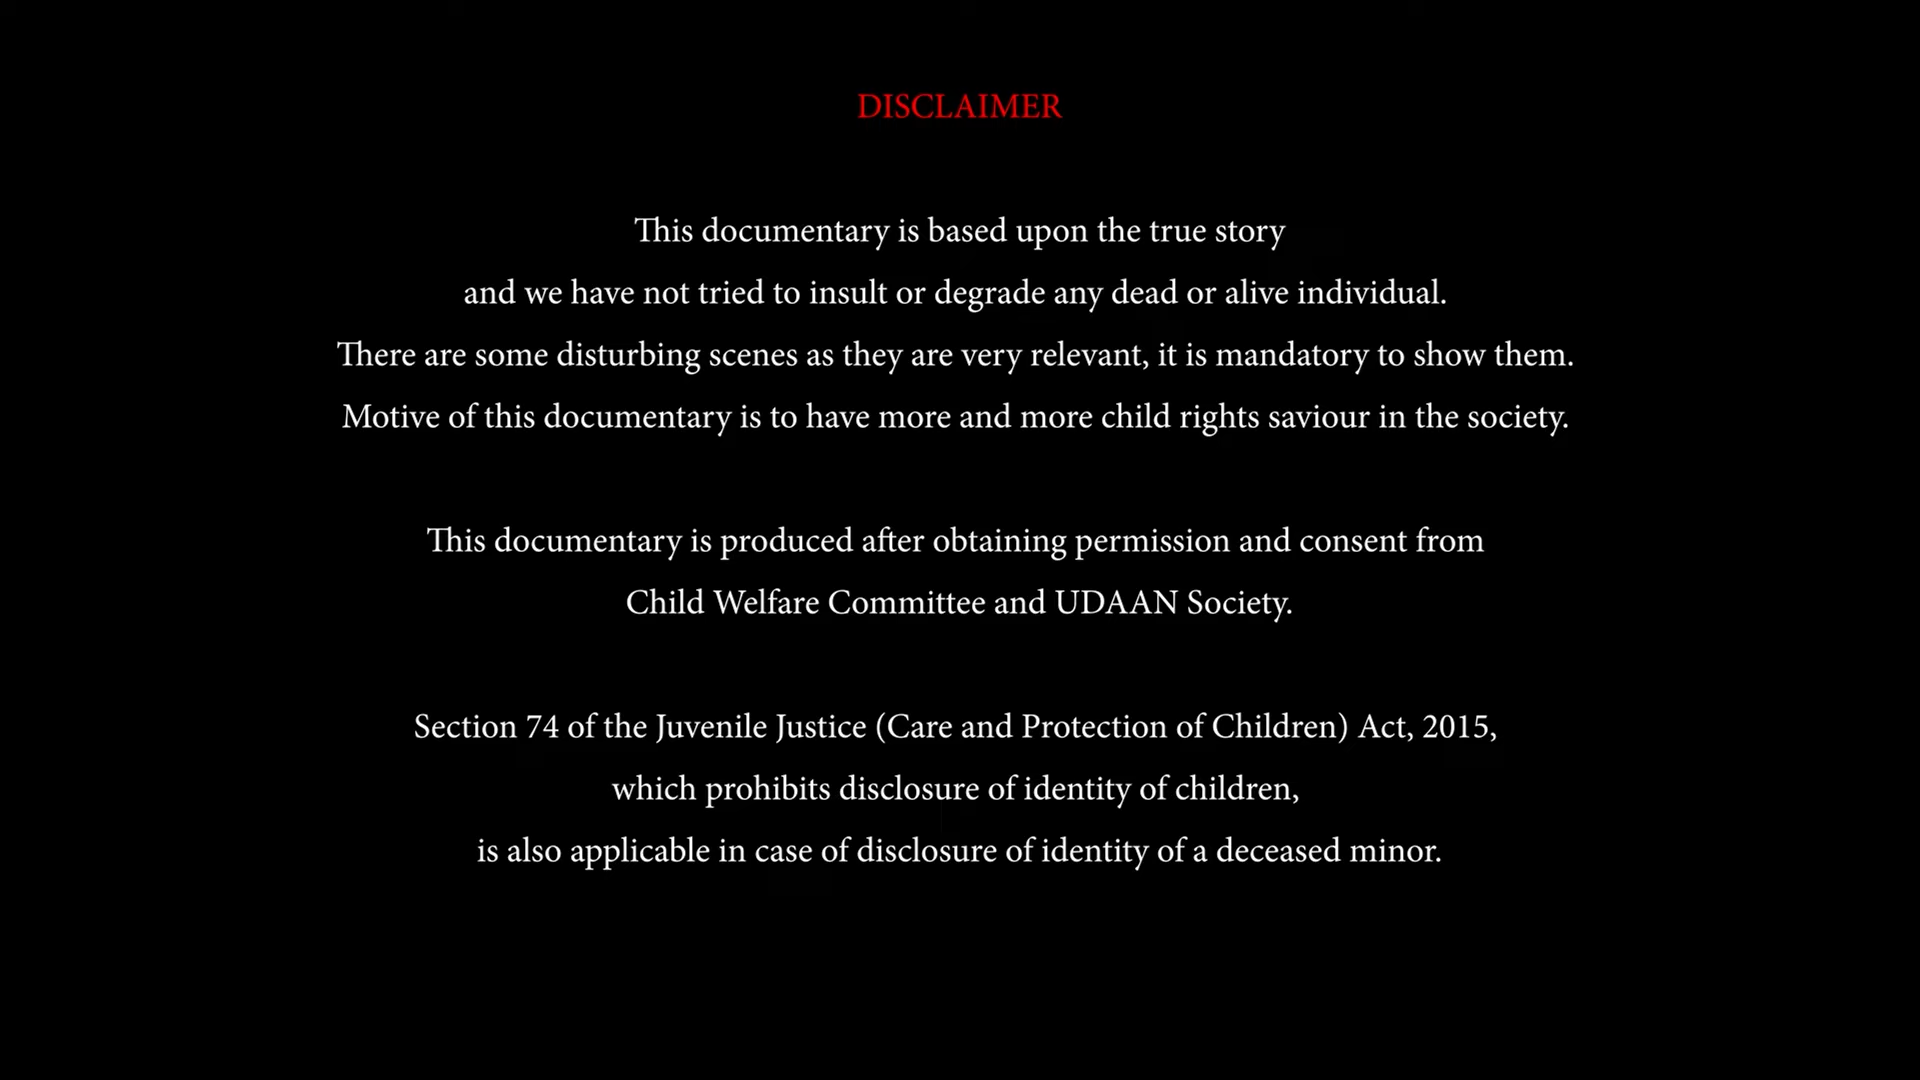 DISCLAIMER
This documentary is based upon the true story
and we have not tried to insult or degrade any dead or alive individual.
There are some disturbing scenes as they are very relevant, it is mandatory to show them.
Motive of this documentary is to have more and more child rights saviour in the society.
This documentary is produced after obtaining permission and consent from
Child Welfare Committee and UDAAN Society.
Section 74 of the Juvenile Justice (Care and Protection of Children) Act, 2015,
which prohibits disclosure of identity of children,
is also applicable in case of disclosure of identity of a deceased minor.